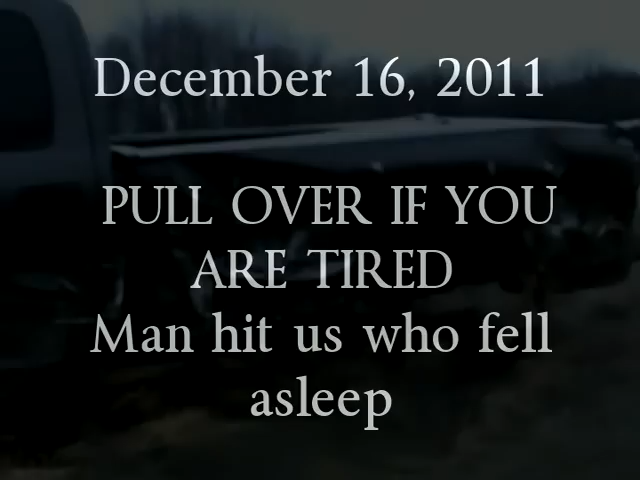 December 16, 2011
PULL OVER IF YOU
ARE TIRED
Man hit us who fell
asleep